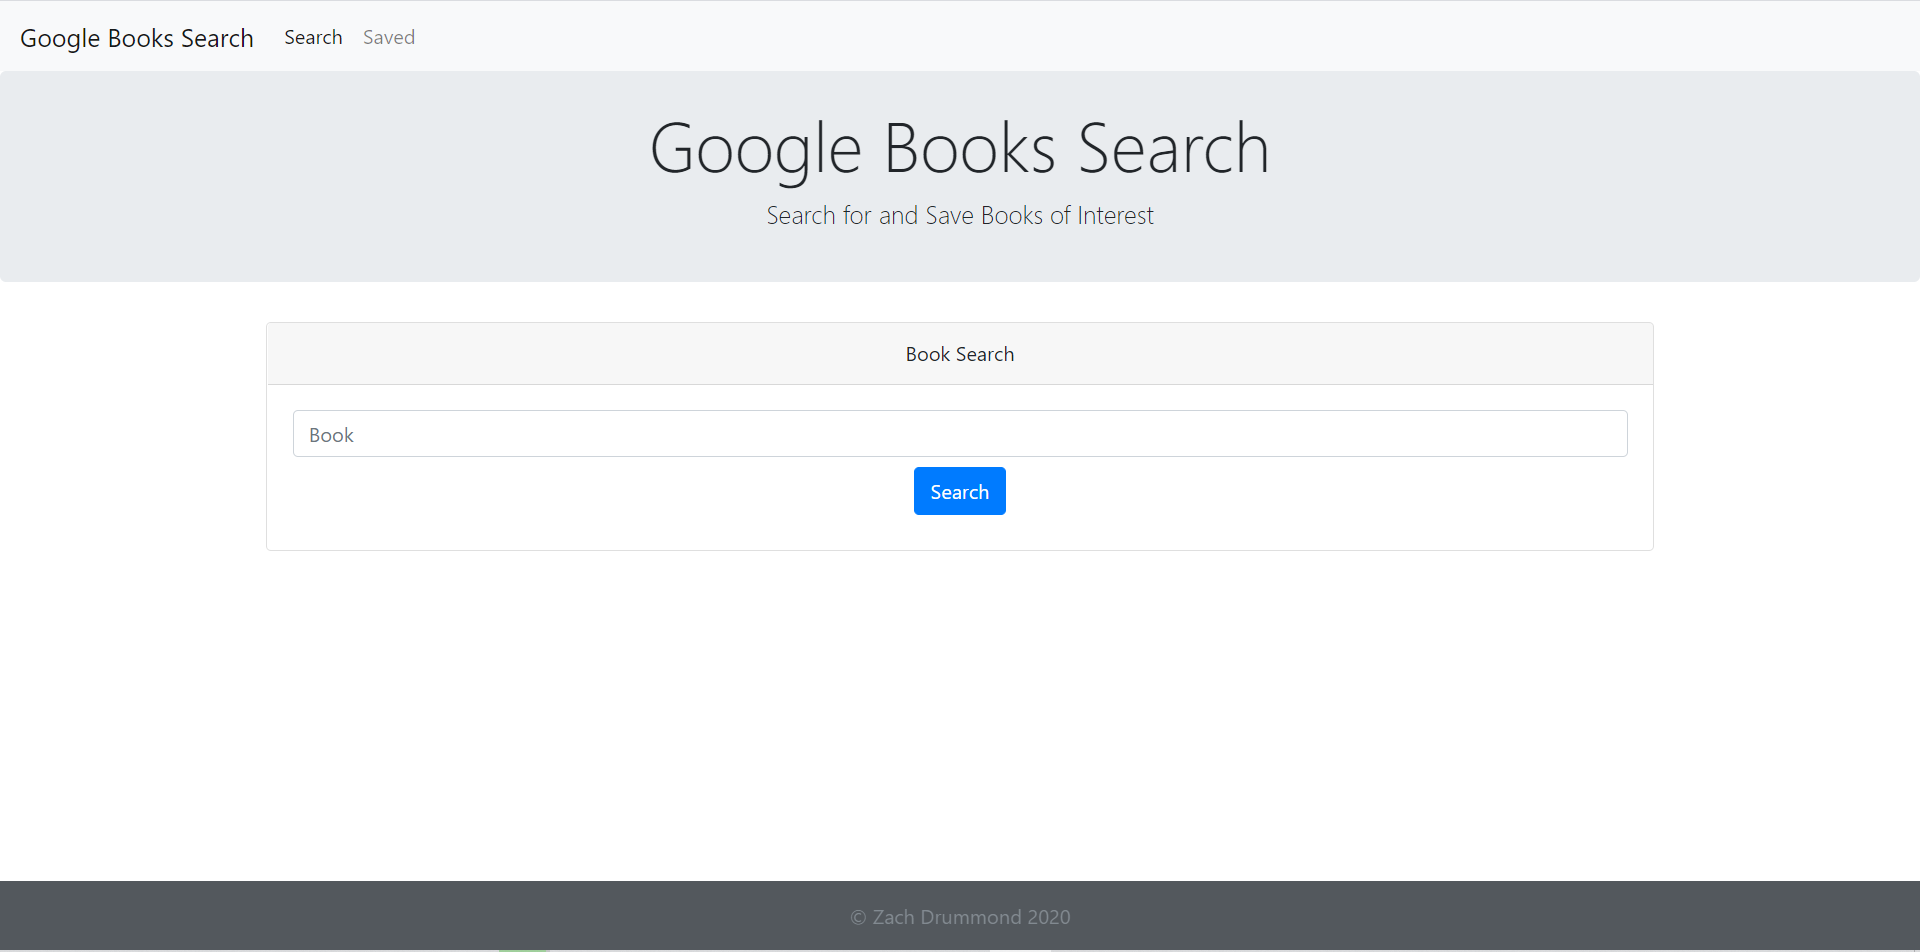 Google Books Search Search Saved
Google Books Search
Search for and Save Books of Interest
Book Search
Book
Search
© Zach Drummond 2020